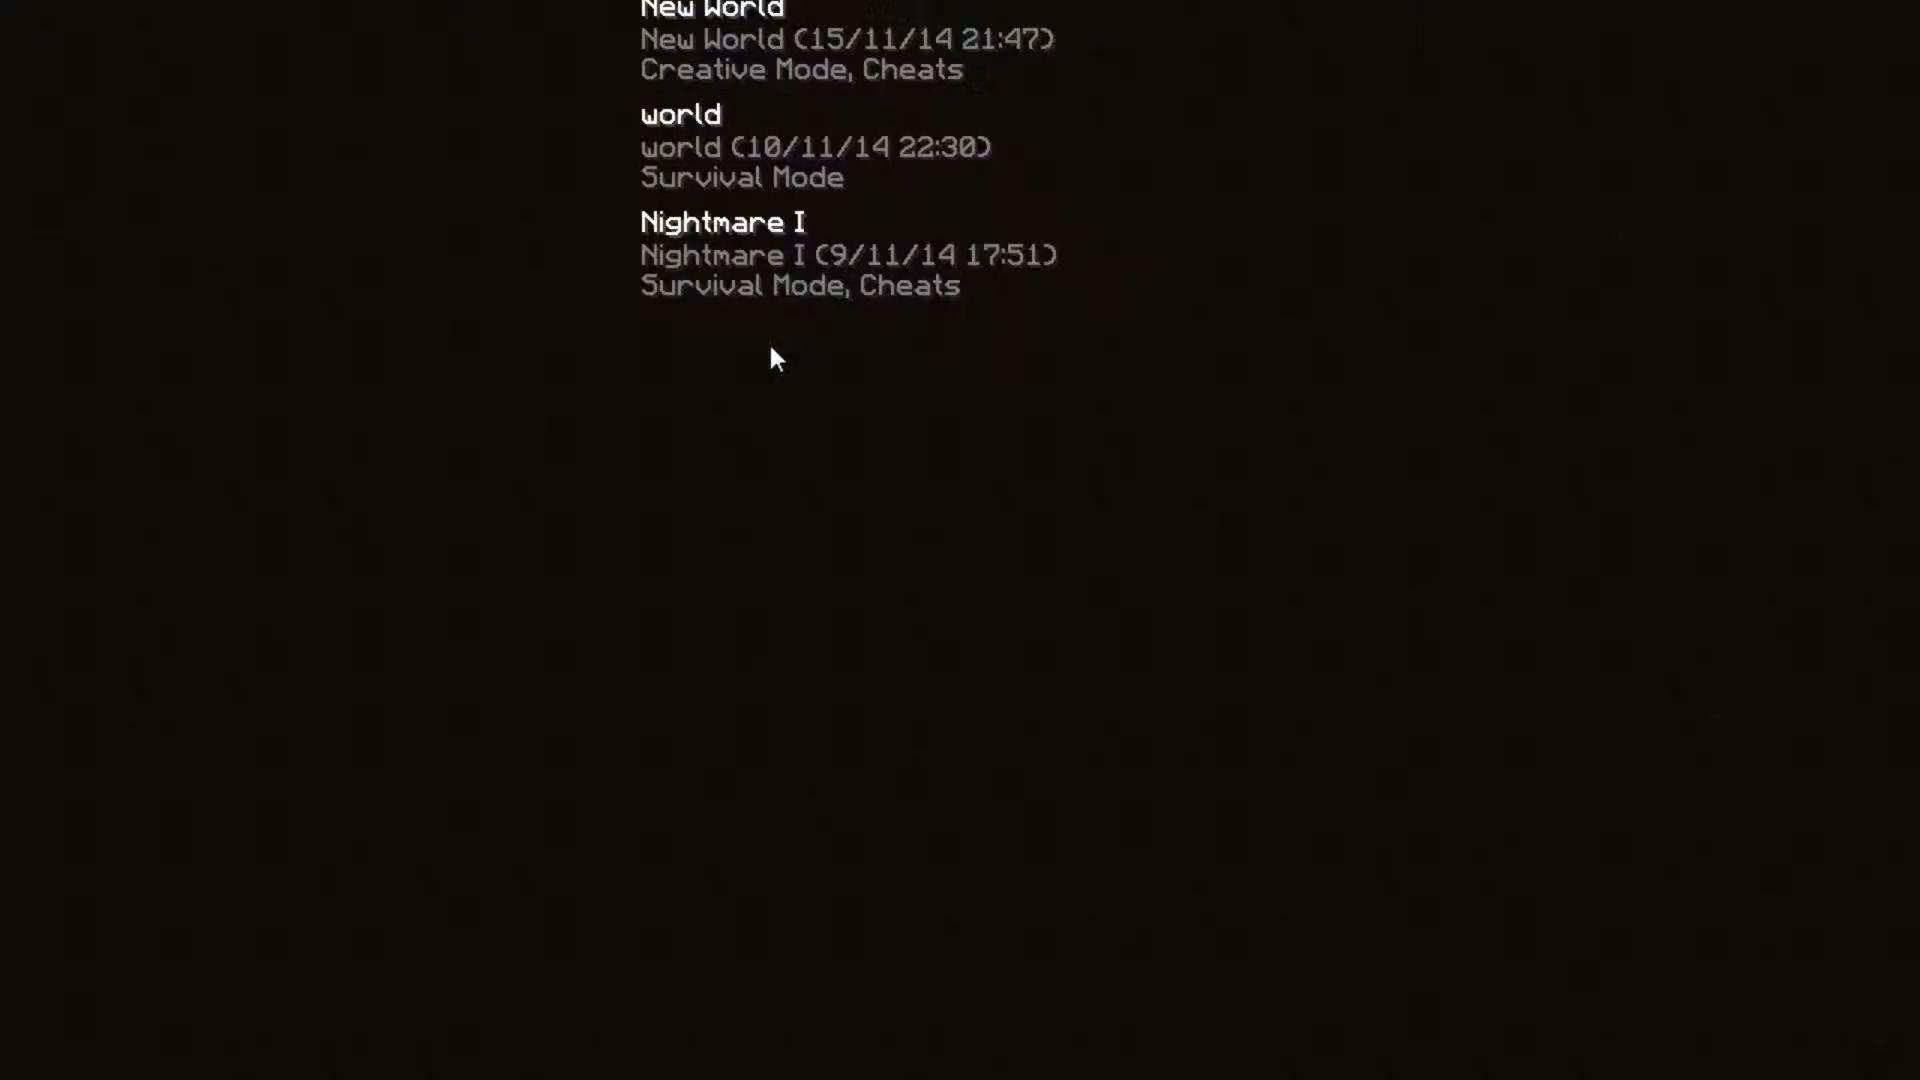 New World
New World (15/11/14 21:47)
Creative Mode, Cheats
world
world (10/11/14 22:30)
Survival Mode
Nightmare I
Nightmare I (9/11/14 17:51)
Survival Mode, Cheats